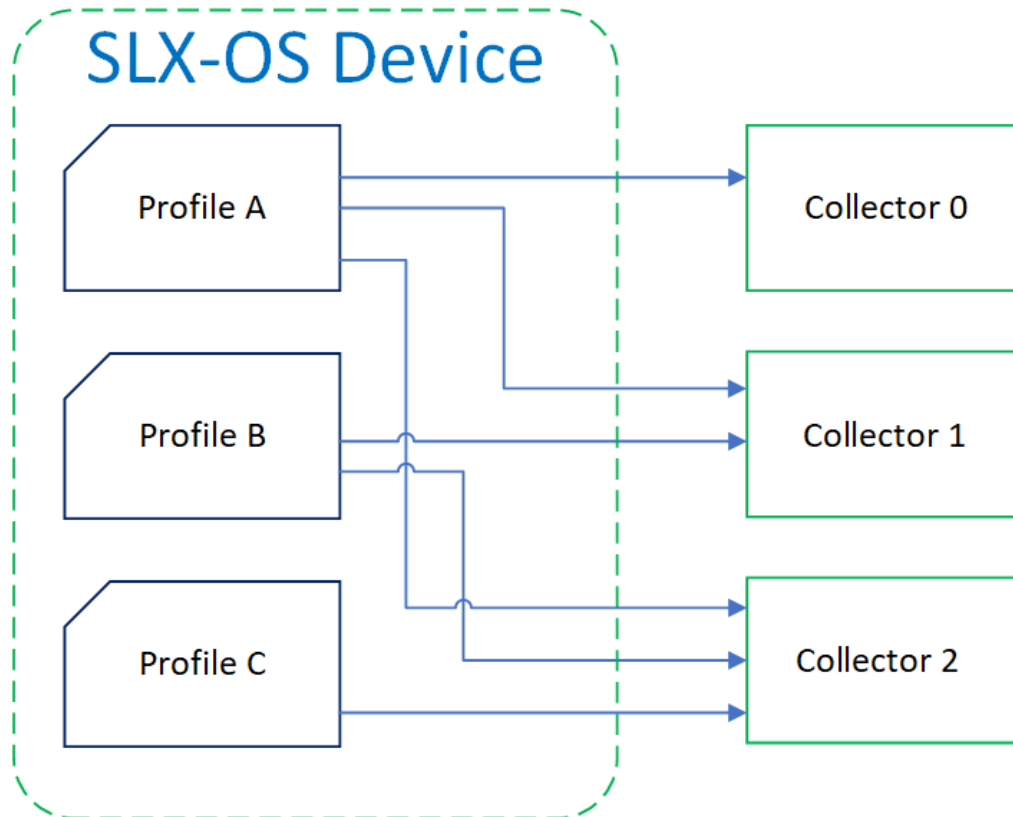 SLX-OS Device
Profile A
Collector 0
Profile B
Collector 1
Profile C
Collector 2